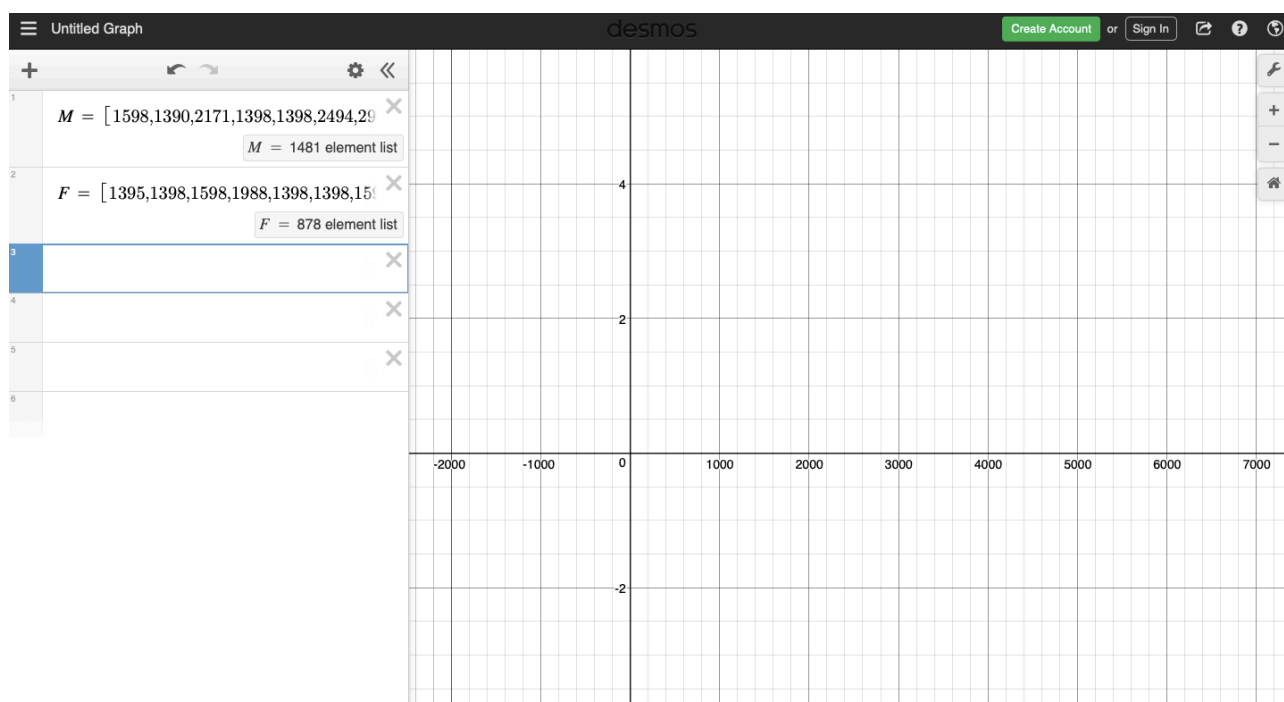 Untitled Graph
desmos
Create Account or Sign In
1
M = [1598,1390,2171,1398,1398,2494,29
M = 1481 element list
2
F = [1395,1398,1598,1988,1398,1398,159
F = 878 element list
3
4
5
6
4
2
-2000 -1000 0 1000 2000 3000 4000 5000 6000 7000
-2